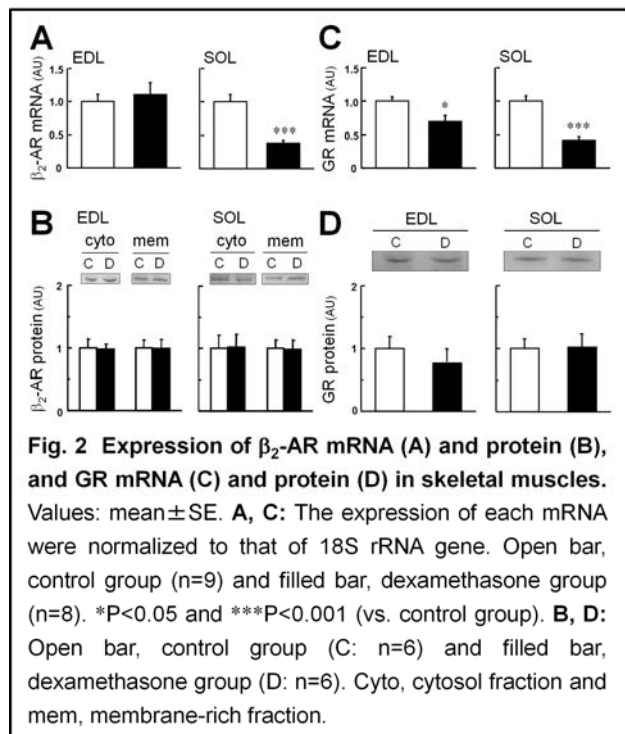 A
C
EDL
SOL
EDL
SOL
β₂-AR mRNA (AU)
1.5
1.0
0.5
0
***
GR mRNA (AU)
1.5
1.0
0.5
0
*
***
B
D
EDL
SOL
EDL
SOL
cyto mem
cyto mem
C D C D
C D C D
C D
C D
β₂-AR protein (AU)
2
1
0
GR protein (AU)
2
1
0
Fig. 2 Expression of β₂-AR mRNA (A) and protein (B),
and GR mRNA (C) and protein (D) in skeletal muscles.
Values: mean±SE. A, C: The expression of each mRNA
were normalized to that of 18S rRNA gene. Open bar,
control group (n=9) and filled bar, dexamethasone group
(n=8). *P<0.05 and ***P<0.001 (vs. control group). B, D:
Open bar, control group (C: n=6) and filled bar,
dexamethasone group (D: n=6). Cyto, cytosol fraction and
mem, membrane-rich fraction.